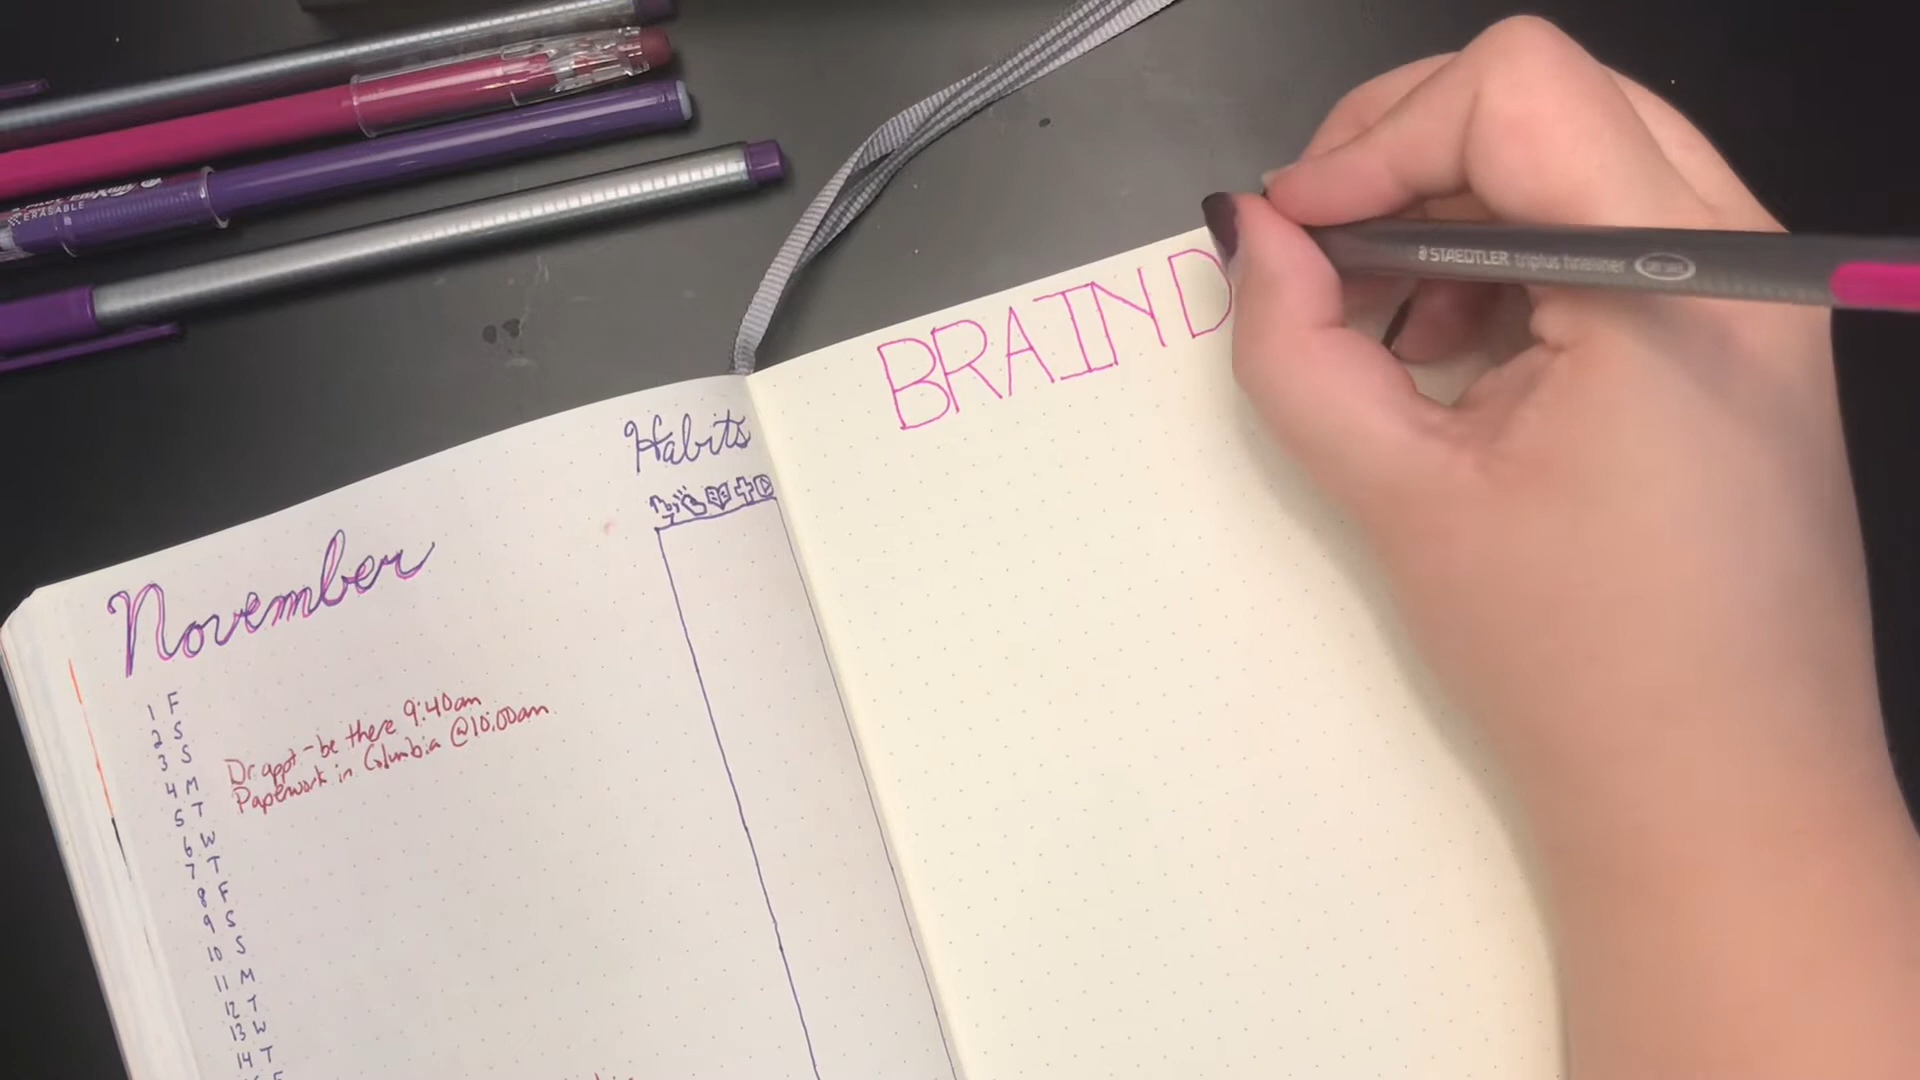 November
Habits
1 F
2 S
3 S
4 M Dr appt - be there 9:40am
5 T Paperwork in Columbia @10:00am
6 W
7 T
8 F
9 S
10 S
11 M
12 T
13 W
14 T
F
BRAIN D
STAEDTLER triplus fineliner
ERASABLE